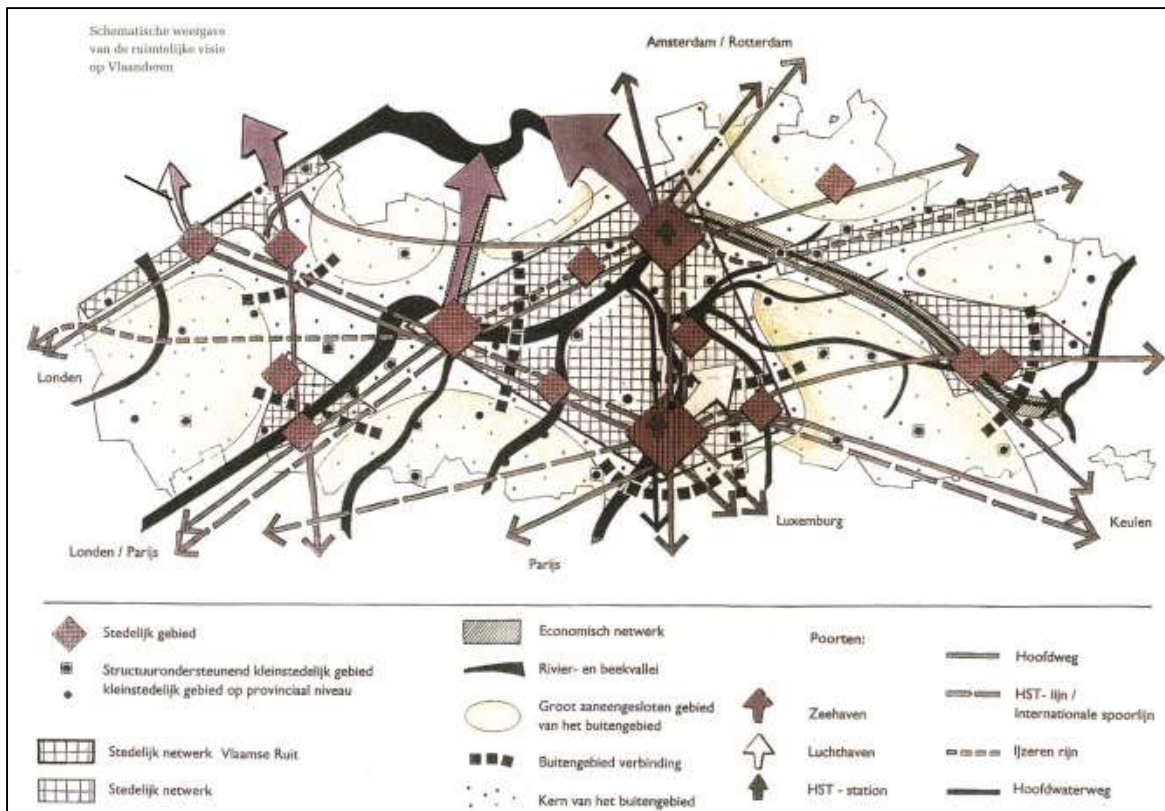 Schematische weergave
van de ruimtelijke visie
op Vlaanderen
Amsterdam / Rotterdam
Londen
Londen / Parijs
Parijs
Luxemburg
Keulen
Stedelijk gebied
Structuurondersteunend kleinstedelijk gebied
kleinstedelijk gebied op provinciaal niveau
Stedelijk netwerk Vlaamse Ruit
Stedelijk netwerk
Economisch netwerk
Rivier- en beekvallei
Groot aaneengesloten gebied
van het buitengebied
Buitengebied verbinding
Kern van het buitengebied
Poorten:
Zeehaven
Luchthaven
HST - station
Hoofdweg
HST- lijn /
Internationale spoorlijn
IJzeren rijn
Hoofdwaterweg